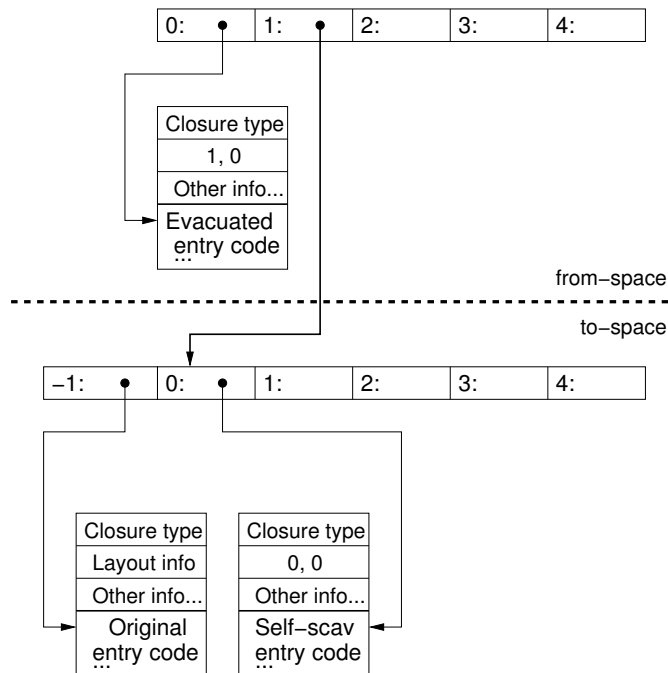 0: 1: 2: 3: 4:
Closure type
1, 0
Other info...
Evacuated
entry code
...
from−space
to−space
−1: 0: 1: 2: 3: 4:
Closure type
Layout info
Other info...
Original
entry code
...
Closure type
0, 0
Other info...
Self−scav
entry code
...